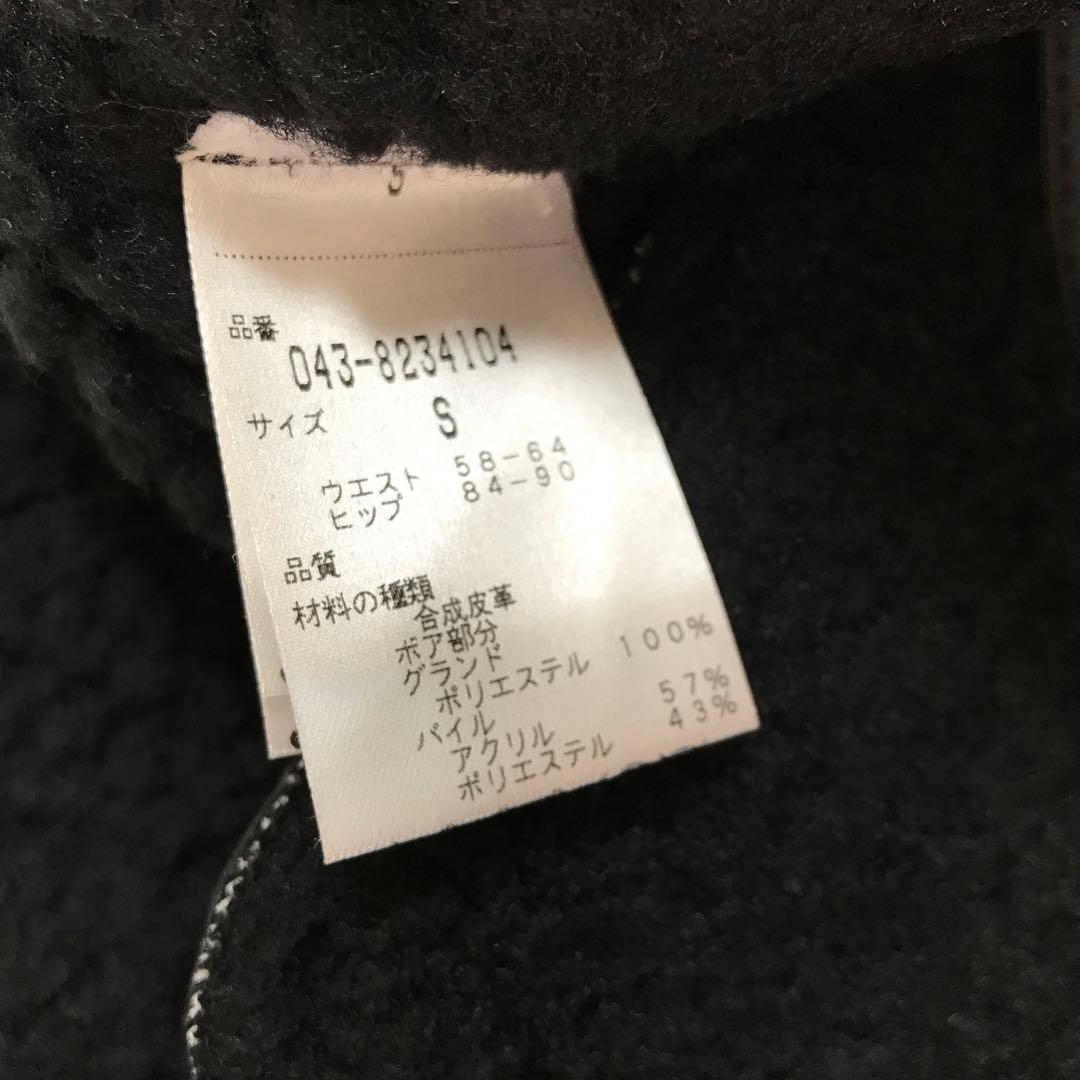 品番
043-8234104
サイズ S
ウエスト 58-64
ヒップ 84-90
品質
材料の種類
合成皮革
ボア部分
グランド
ポリエステル 100%
パイル
アクリル 57%
ポリエステル 43%